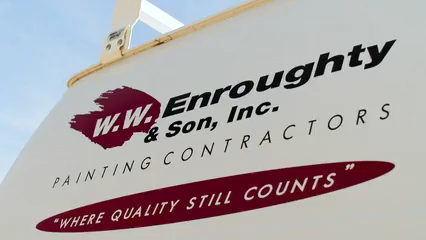 W.W. Enroughty
& Son, Inc.
PAINTING CONTRACTORS
"WHERE QUALITY STILL COUNTS"